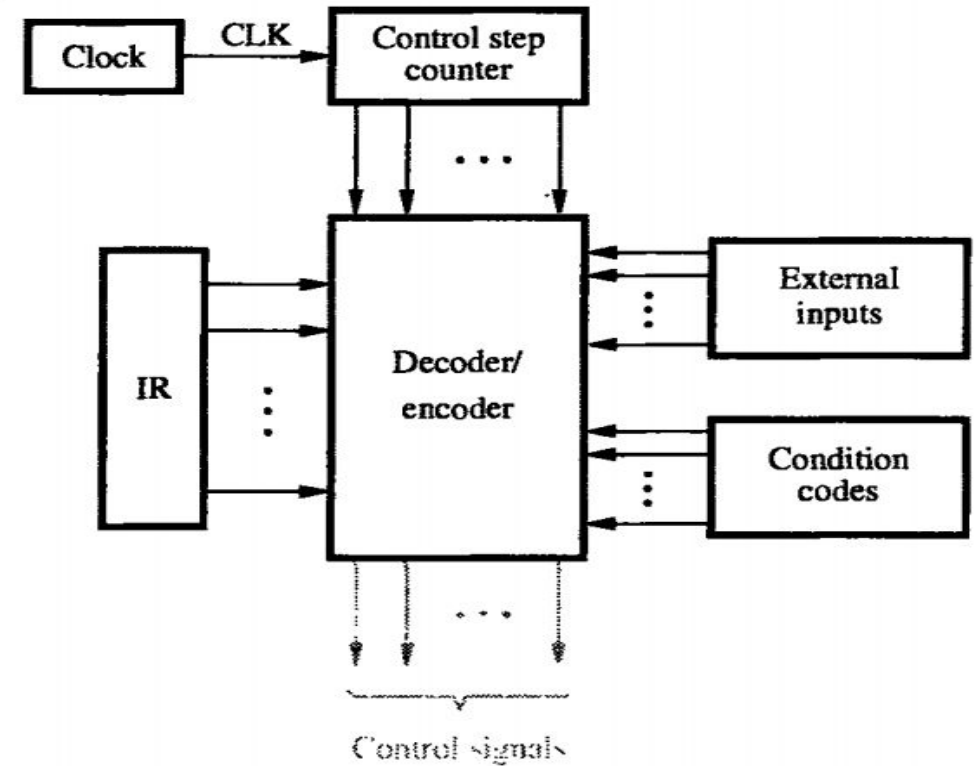 Clock
CLK
Control step
counter
IR
Decoder/
encoder
External
inputs
Condition
codes
Control signals